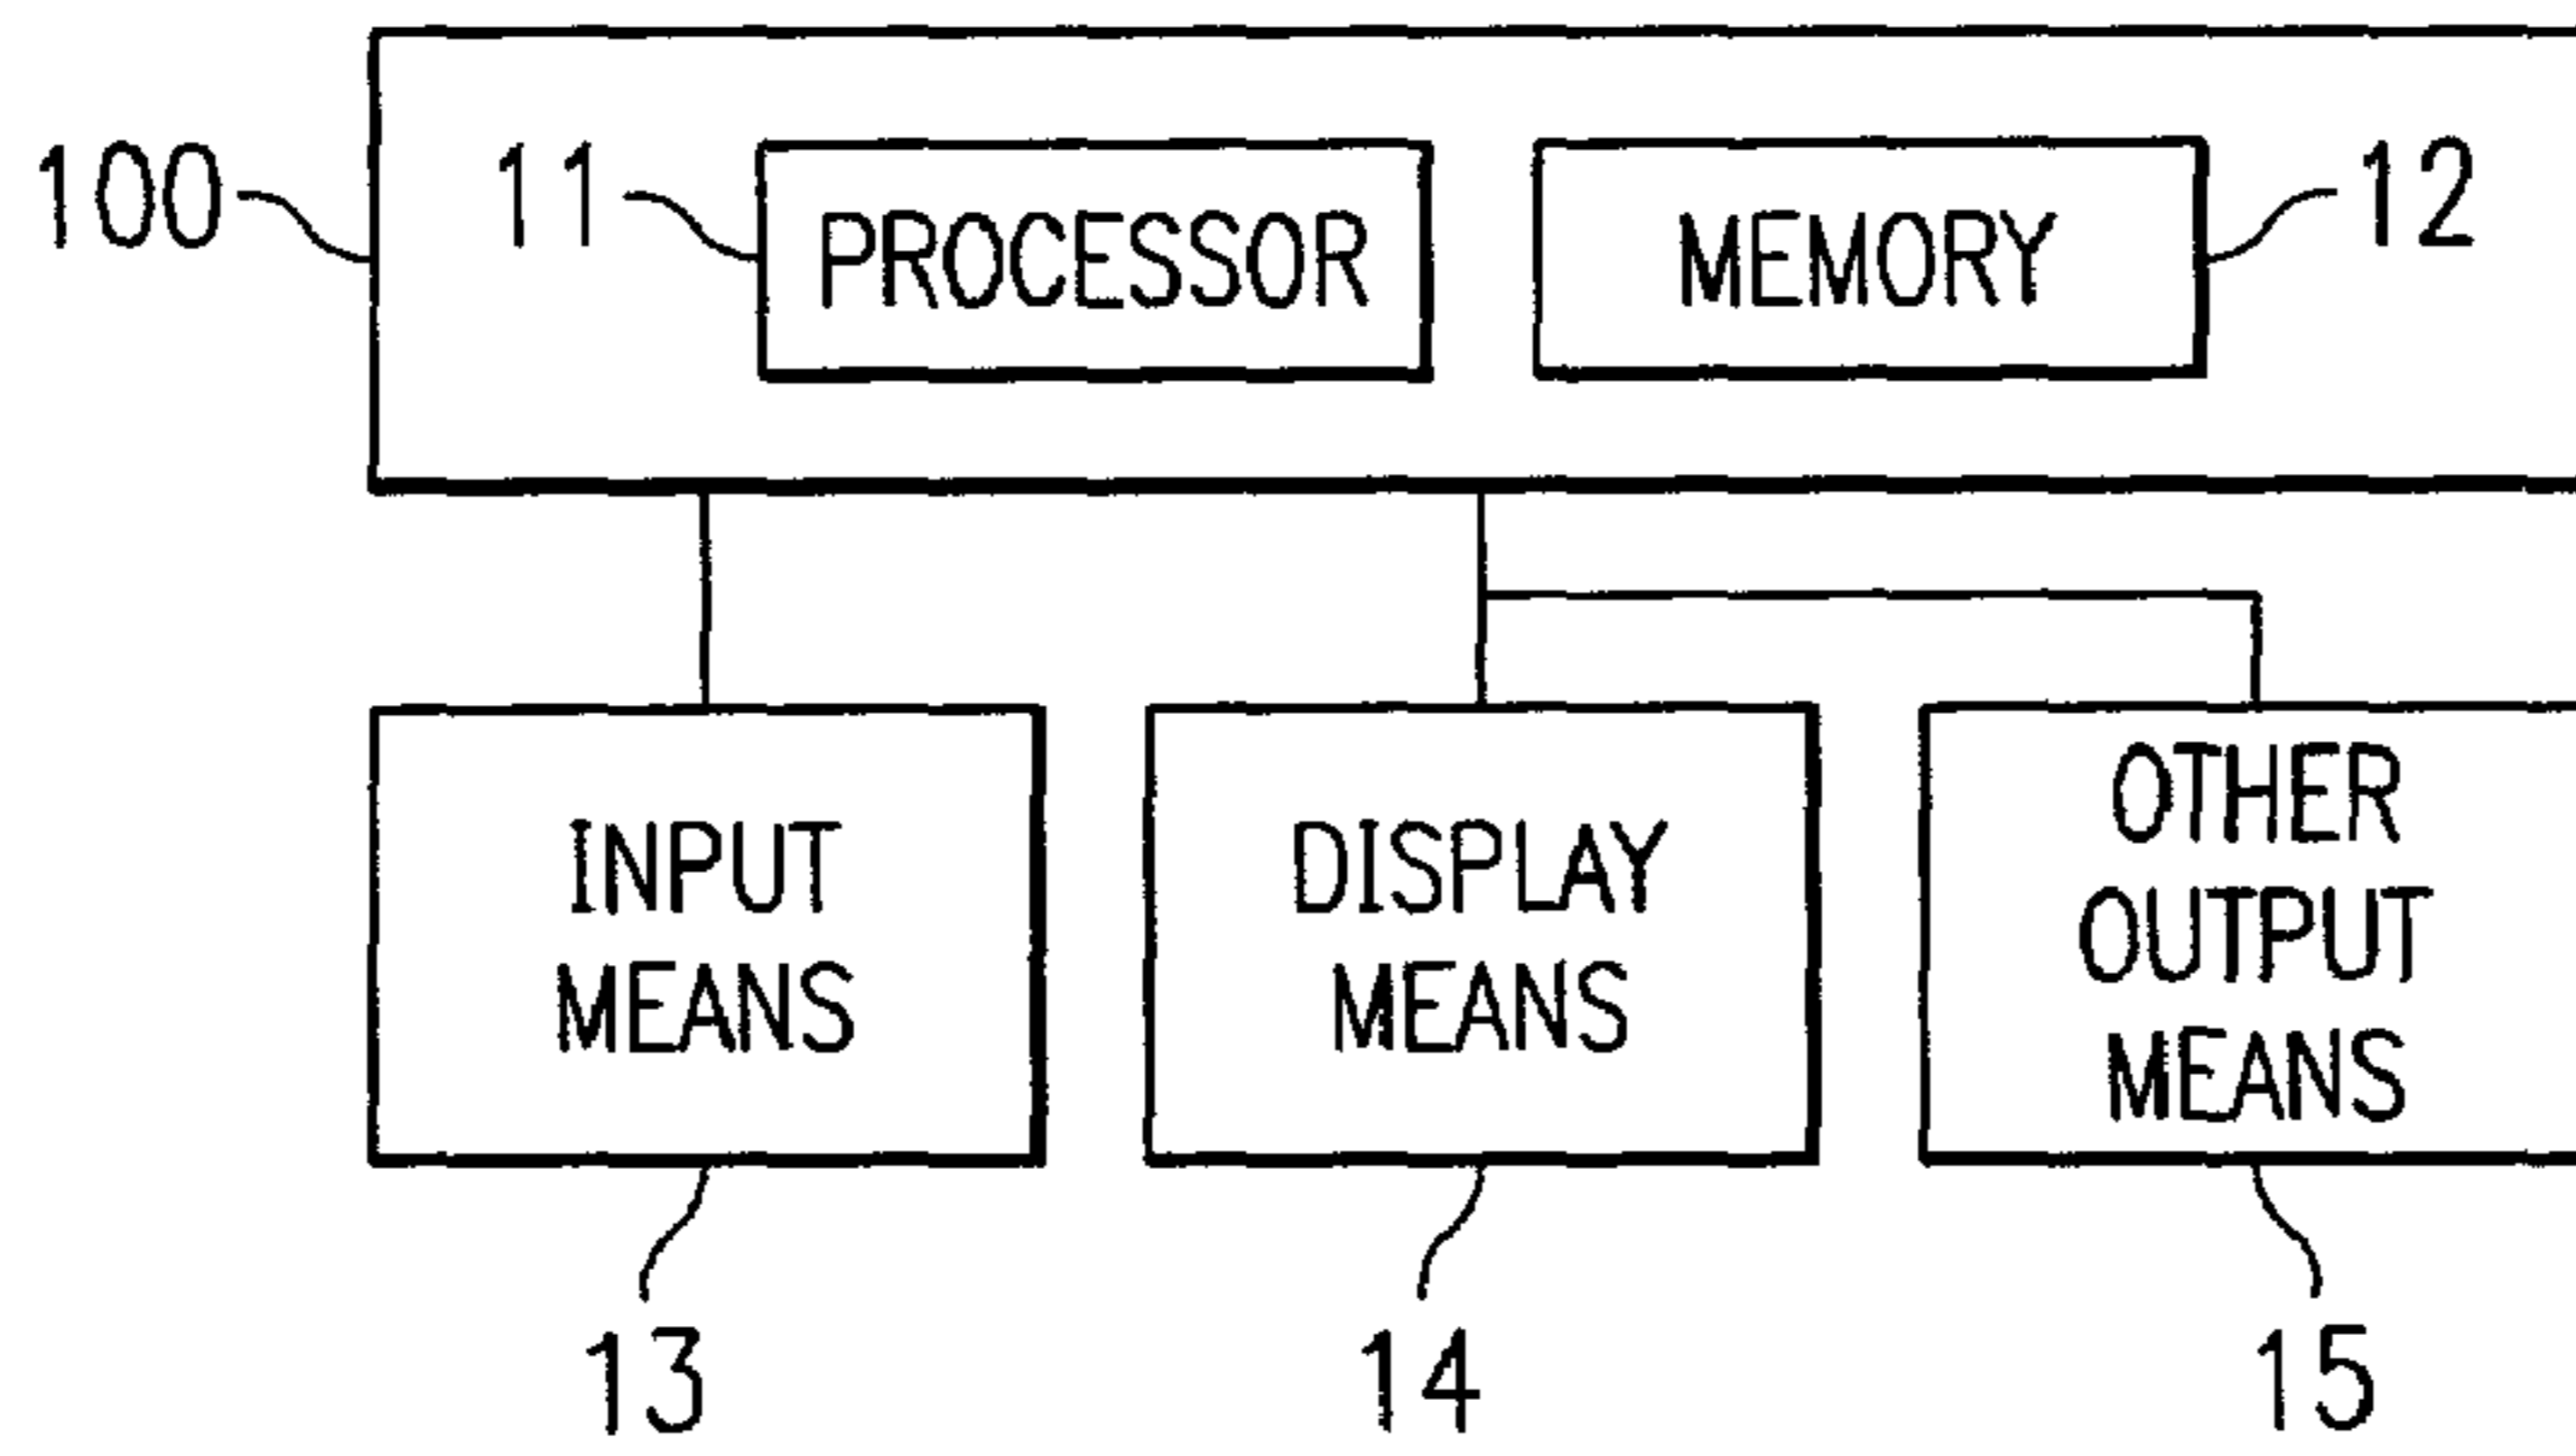 100
11
PROCESSOR
MEMORY
12
INPUT
MEANS
DISPLAY
MEANS
OTHER
OUTPUT
MEANS
13
14
15